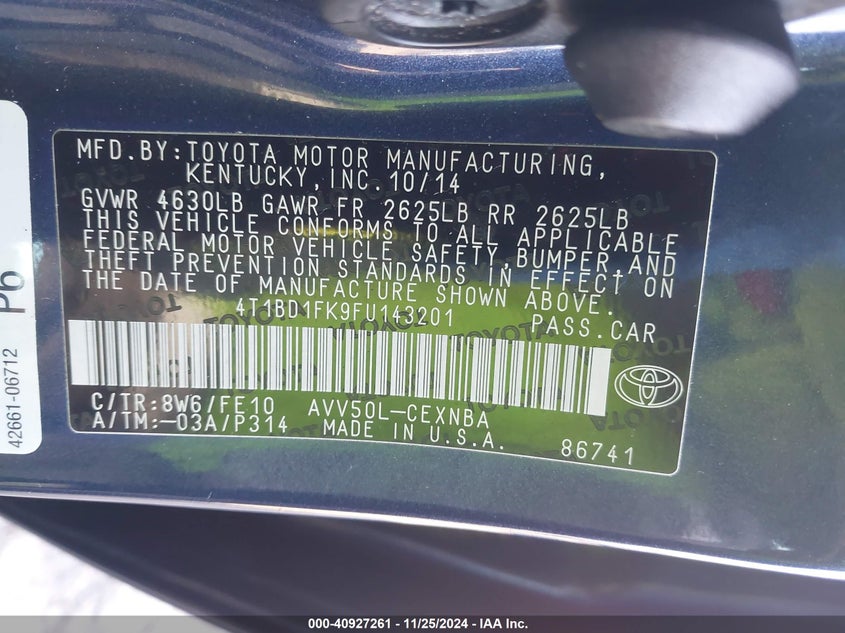 MFD.BY:TOYOTA MOTOR MANUFACTURING,
KENTUCKY, INC. 10/14
GVWR 4630LB GAWR FR 2625LB RR 2625LB
THIS VEHICLE CONFORMS TO ALL APPLICABLE
FEDERAL MOTOR VEHICLE SAFETY, BUMPER, AND
THEFT PREVENTION STANDARDS IN EFFECT ON
THE DATE OF MANUFACTURE SHOWN ABOVE.
4T1BD1FK9FU143201 PASS.CAR
C/TR:8W6/FE10 AVV50L-CEXNBA
A/TM:-03A/P314 MADE IN U.S.A. 86741
42661-06712
000-40927261 - 11/25/2024 - IAA Inc.